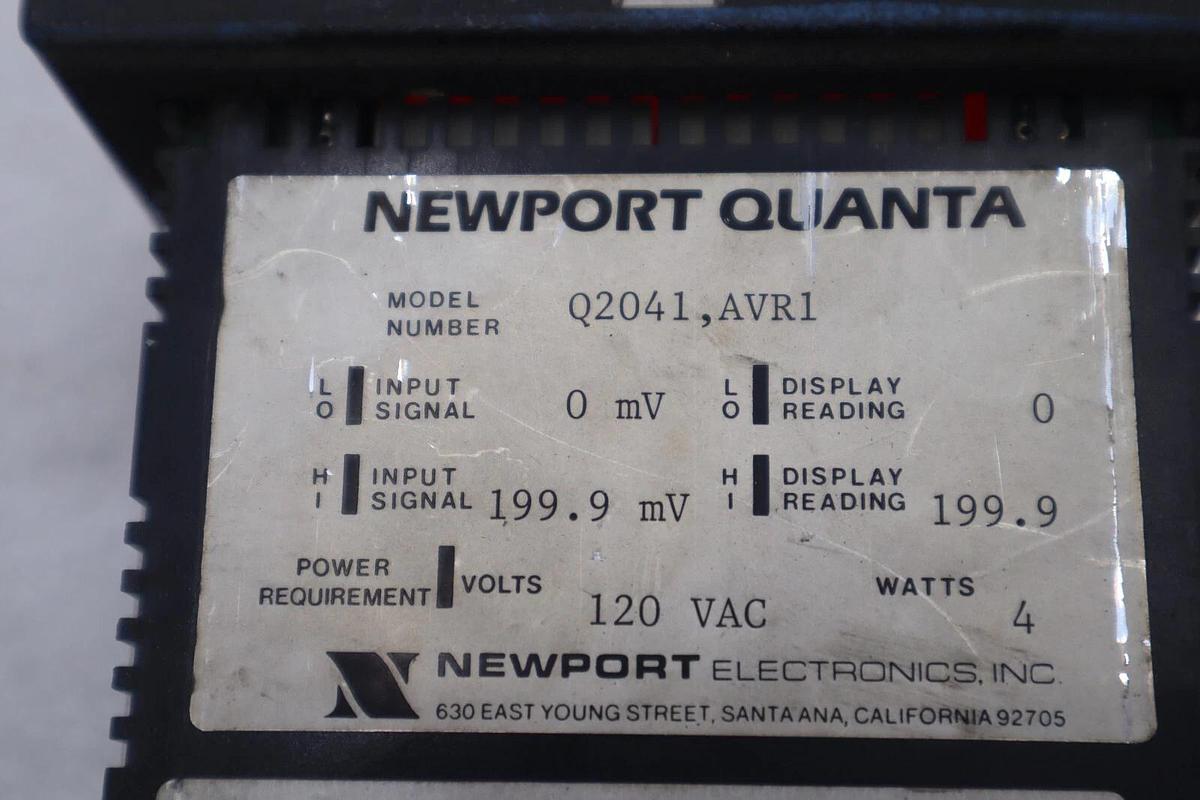 NEWPORT QUANTA
MODEL NUMBER Q2041,AVR1
LO INPUT SIGNAL 0 mV LO DISPLAY READING 0
HI INPUT SIGNAL 199.9 mV HI DISPLAY READING 199.9
POWER REQUIREMENT VOLTS 120 VAC WATTS 4
NEWPORT ELECTRONICS, INC.
630 EAST YOUNG STREET, SANTA ANA, CALIFORNIA 92705